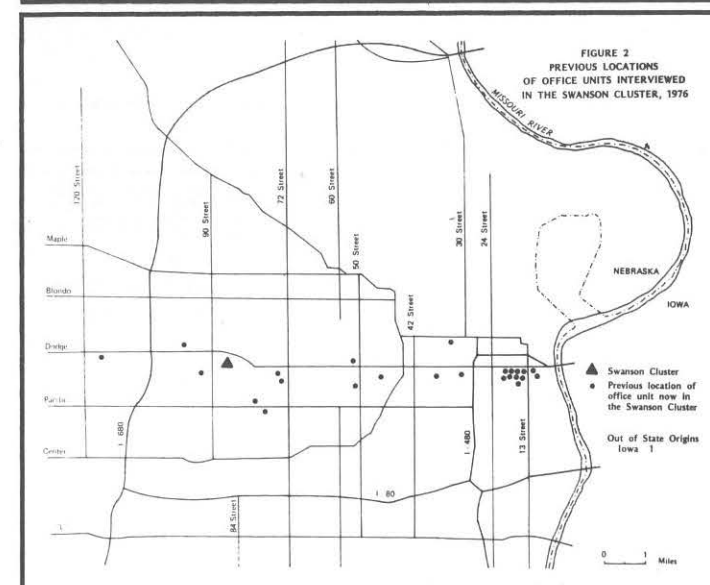 FIGURE 2
PREVIOUS LOCATIONS
OF OFFICE UNITS INTERVIEWED
IN THE SWANSON CLUSTER, 1976
MISSOURI RIVER
120 Street
90 Street
72 Street
60 Street
50 Street
42 Street
30 Street
24 Street
Maple
Blondo
Dodge
Center
NEBRASKA
IOWA
Swanson Cluster
Previous location of
office unit now in
the Swanson Cluster
Out of State Origins
Iowa 1
I 680
I 480
13 Street
I 80
84 Street
L
0 1
Miles